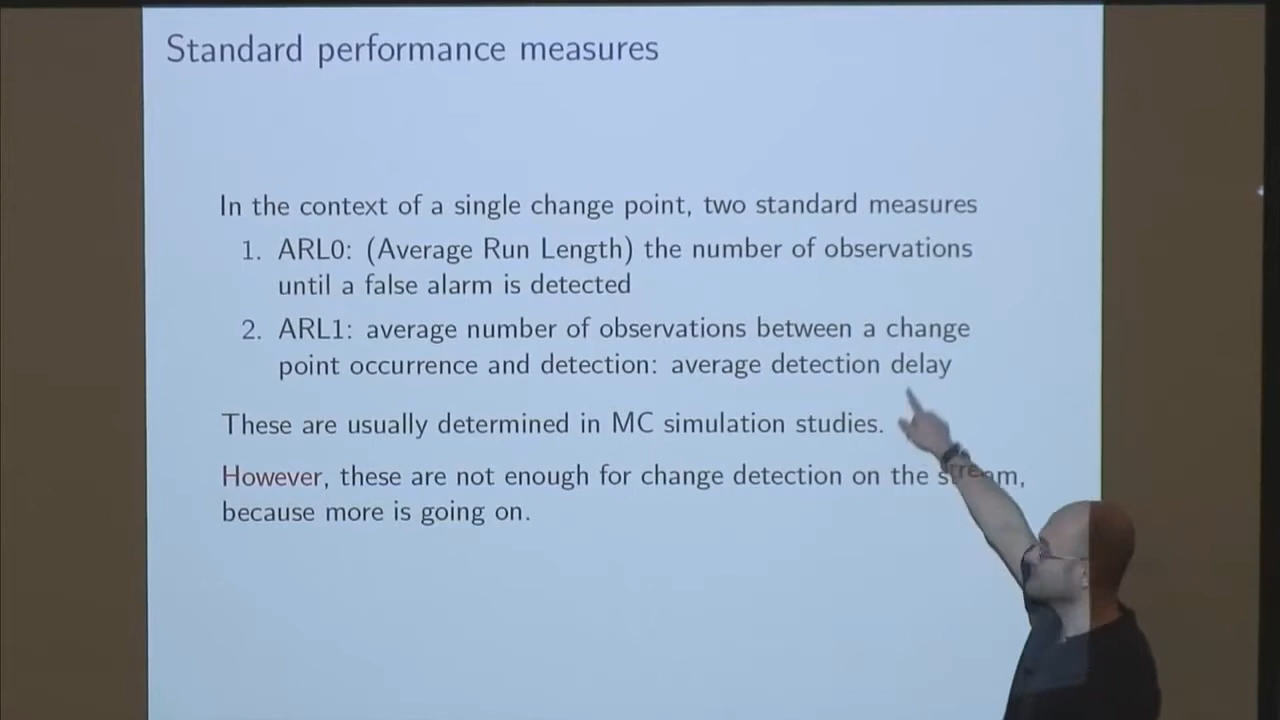 Standard performance measures
In the context of a single change point, two standard measures
1. ARL0: (Average Run Length) the number of observations
until a false alarm is detected
2. ARL1: average number of observations between a change
point occurrence and detection: average detection delay
These are usually determined in MC simulation studies.
However, these are not enough for change detection on the stream,
because more is going on.